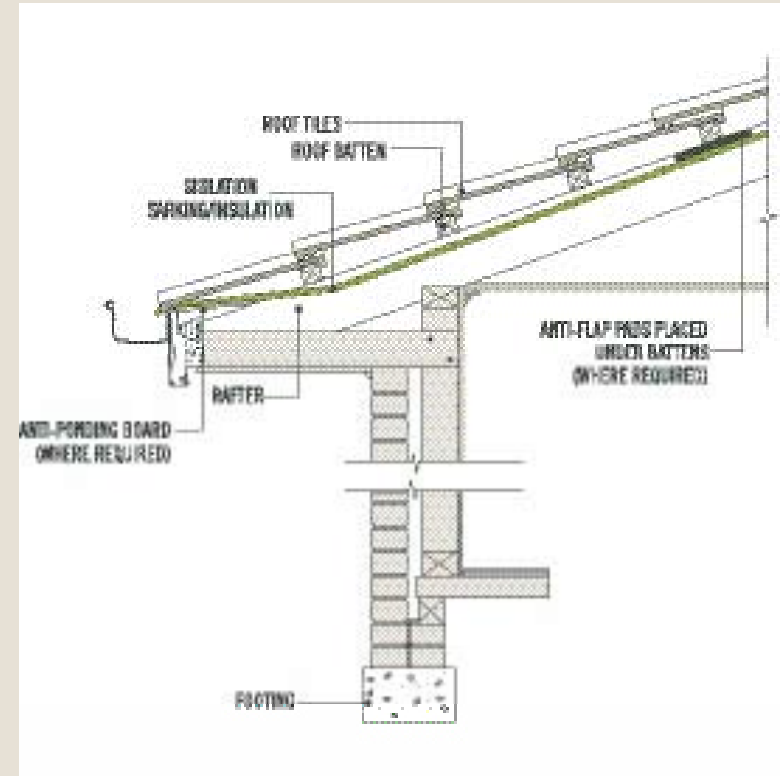 ROOF TILES
ROOF BATTEN
SISILATION
SARKING/INSULATION
ANTI-FLAP PADS PLACED
UNDER BATTENS
(WHERE REQUIRED)
RAFTER
ANTI-PONDING BOARD
(WHERE REQUIRED)
FOOTING